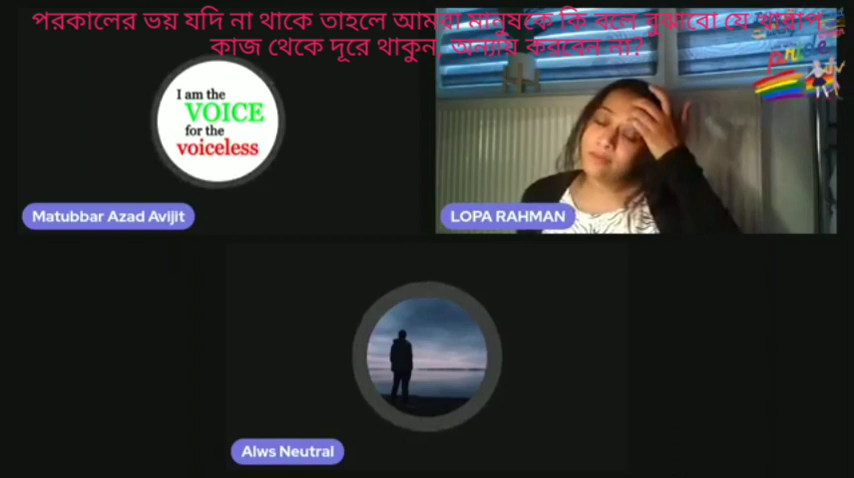 পরকালের ভয় যদি না থাকে তাহলে আমরা মানুষকে কি বলে বুঝাবো যে খারাপ
কাজ থেকে দূরে থাকুন, অন্যায় করবেন না?
I am the
VOICE
for the
voiceless
pride
Matubbar Azad Avijit
LOPA RAHMAN
Alws Neutral